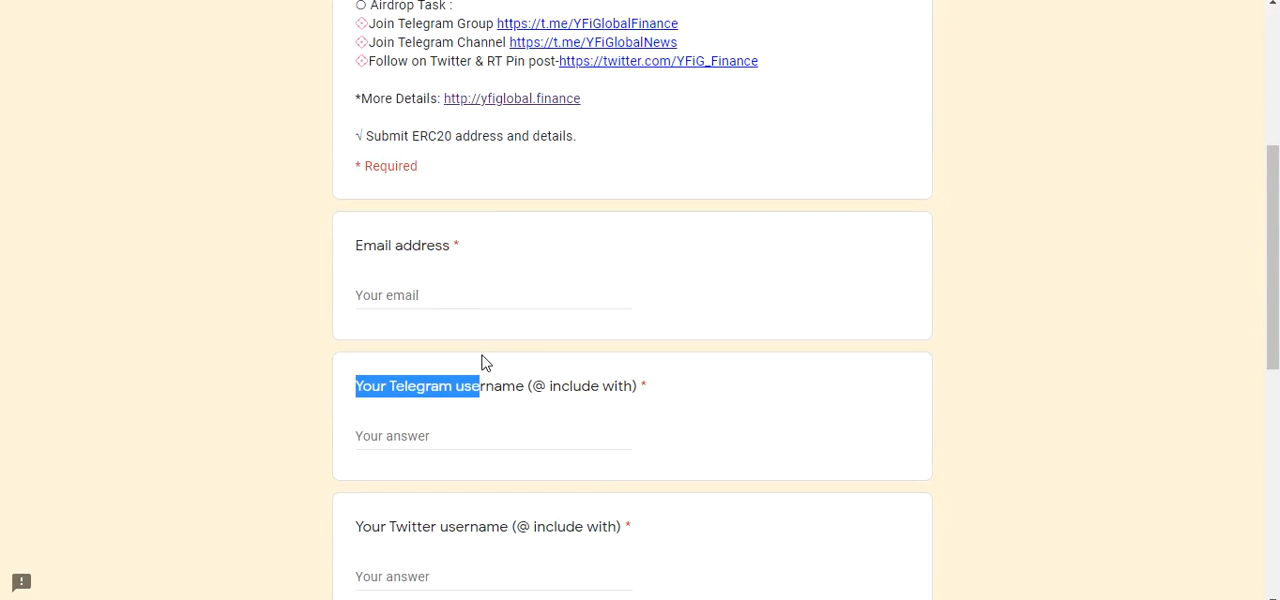 Airdrop Task :
Join Telegram Group https://t.me/YFiGlobalFinance
Join Telegram Channel https://t.me/YFiGlobalNews
Follow on Twitter & RT Pin post-https://twitter.com/YFiG_Finance
*More Details: http://yfiglobal.finance
√ Submit ERC20 address and details.
* Required
Email address *
Your email
Your Telegram username (@ include with) *
Your answer
Your Twitter username (@ include with) *
Your answer